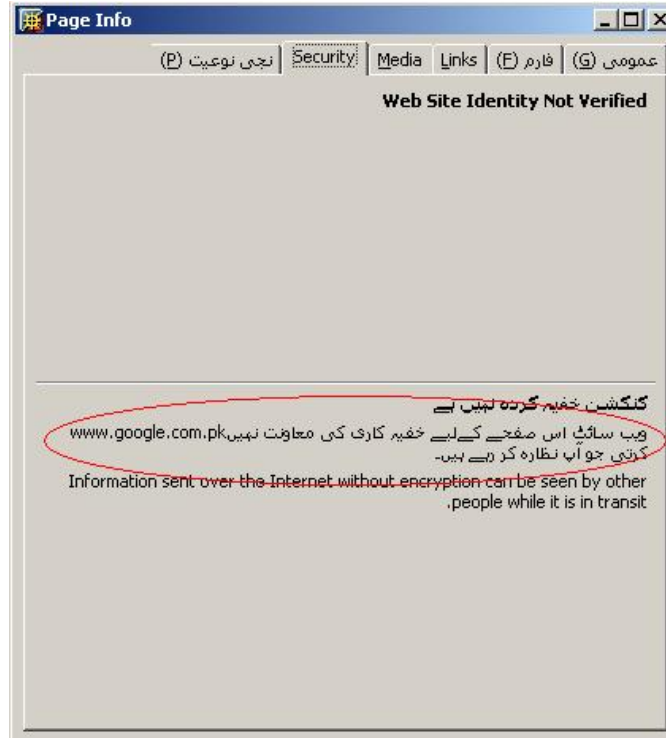 Page Info
عمومی (G)
فارم (F)
Links
Media
Security
نجی نوعیت (P)
Web Site Identity Not Verified
کنکشن خفیہ کردہ نہیں ہے
ویب سائٹ اس صفحے کےلیے خفیہ کاری کی معاونت نہیںwww.google.com.pk
کرتی جو آپ نظارہ کر رہے ہیں۔
Information sent over the Internet without encryption can be seen by other
.people while it is in transit